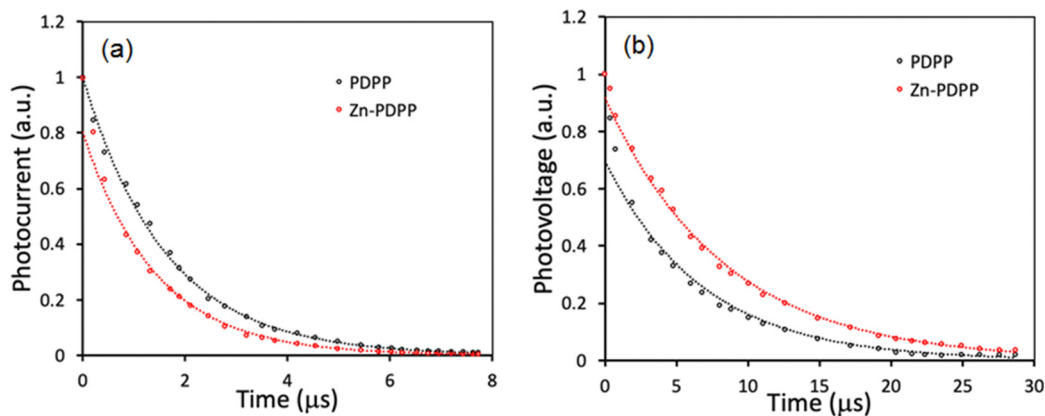 (a)
PDPP
Zn-PDPP
Photocurrent (a.u.)
1.2
1
0.8
0.6
0.4
0.2
0
0 2 4 6 8
Time (μs)
(b)
PDPP
Zn-PDPP
Photovoltage (a.u.)
1.2
1
0.8
0.6
0.4
0.2
0
0 5 10 15 20 25 30
Time (μs)